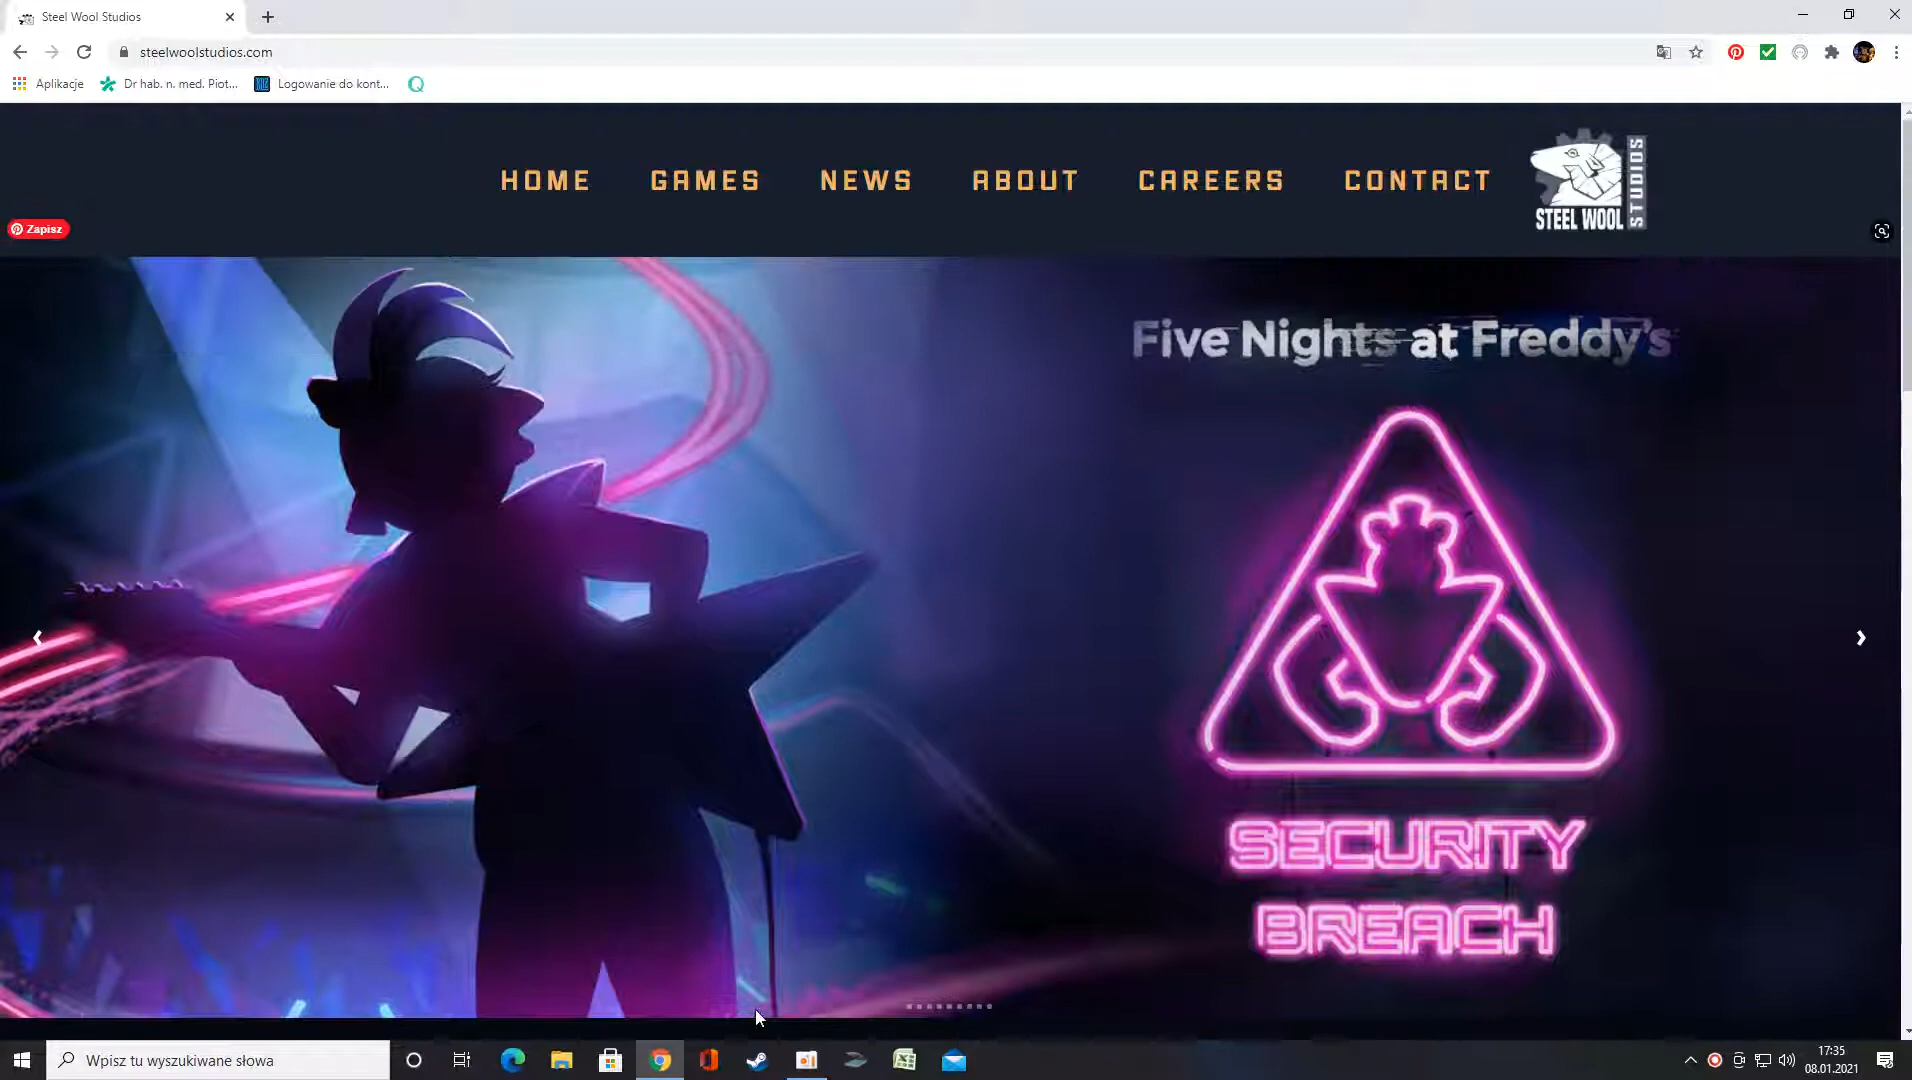 Steel Wool Studios
steelwoolstudios.com
Aplikacje
Dr hab. n. med. Piot...
Logowanie do kont...
HOME
GAMES
NEWS
ABOUT
CAREERS
CONTACT
STEEL WOOL
STUDIOS
Zapisz
Five Nights at Freddy's
SECURITY
BREACH
Wpisz tu wyszukiwane słowa
17:35
08.01.2021